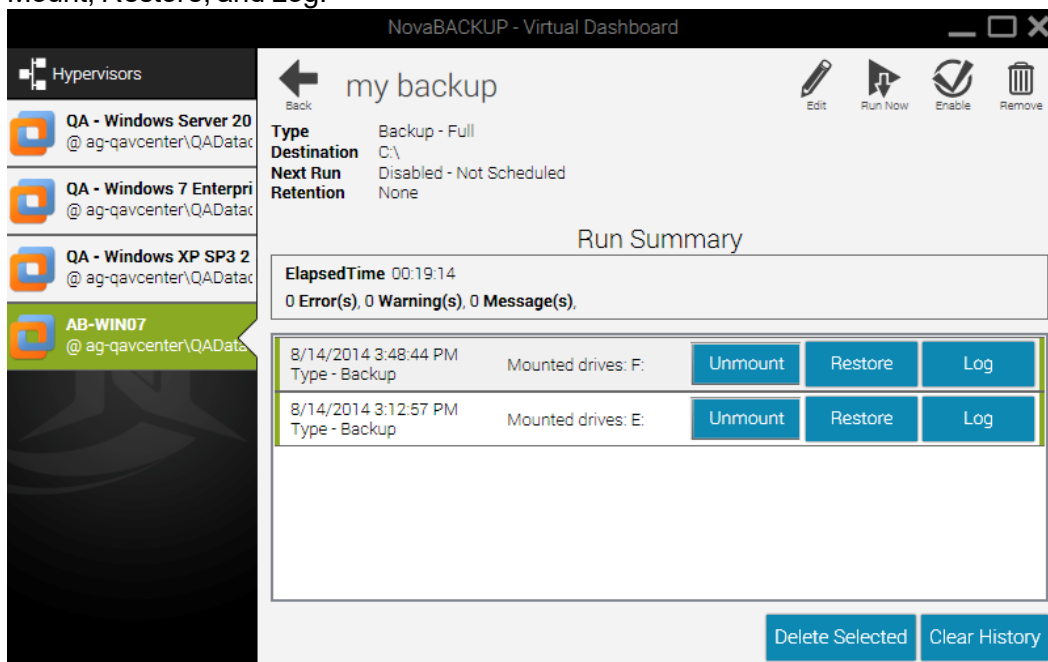 Mount, Restore, and Log.
NovaBACKUP - Virtual Dashboard
Hypervisors
QA - Windows Server 20
@ ag-qavcenter\QADatac
QA - Windows 7 Enterpri
@ ag-qavcenter\QADatac
QA - Windows XP SP3 2
@ ag-qavcenter\QADatac
AB-WIN07
@ ag-qavcenter\QAData
Back
my backup
Edit
Run Now
Enable
Remove
Type Backup - Full
Destination C:\
Next Run Disabled - Not Scheduled
Retention None
Run Summary
ElapsedTime 00:19:14
0 Error(s), 0 Warning(s), 0 Message(s),
8/14/2014 3:48:44 PM
Type - Backup
Mounted drives: F:
Unmount
Restore
Log
8/14/2014 3:12:57 PM
Type - Backup
Mounted drives: E:
Unmount
Restore
Log
Delete Selected
Clear History